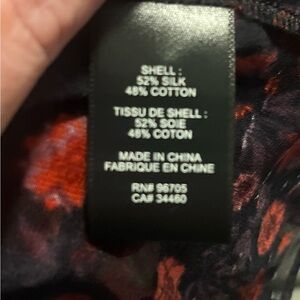 SHELL :
52% SILK
48% COTTON
TISSU DE SHELL :
52% SOIE
48% COTON
MADE IN CHINA
FABRIQUE EN CHINE
RN# 96705
CA# 34460